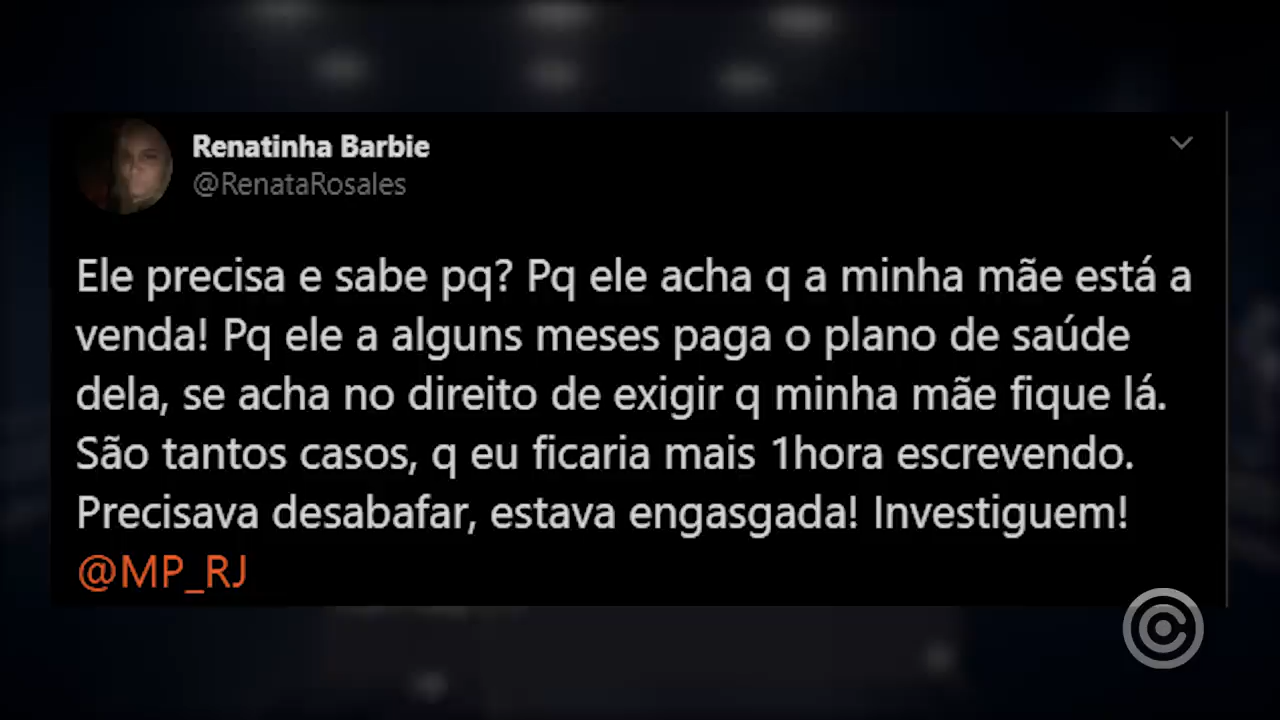 Renatinha Barbie
@RenataRosales
Ele precisa e sabe pq? Pq ele acha q a minha mãe está a
venda! Pq ele a alguns meses paga o plano de saúde
dela, se acha no direito de exigir q minha mãe fique lá.
São tantos casos, q eu ficaria mais 1hora escrevendo.
Precisava desabafar, estava engasgada! Investiguem!
@MP_RJ